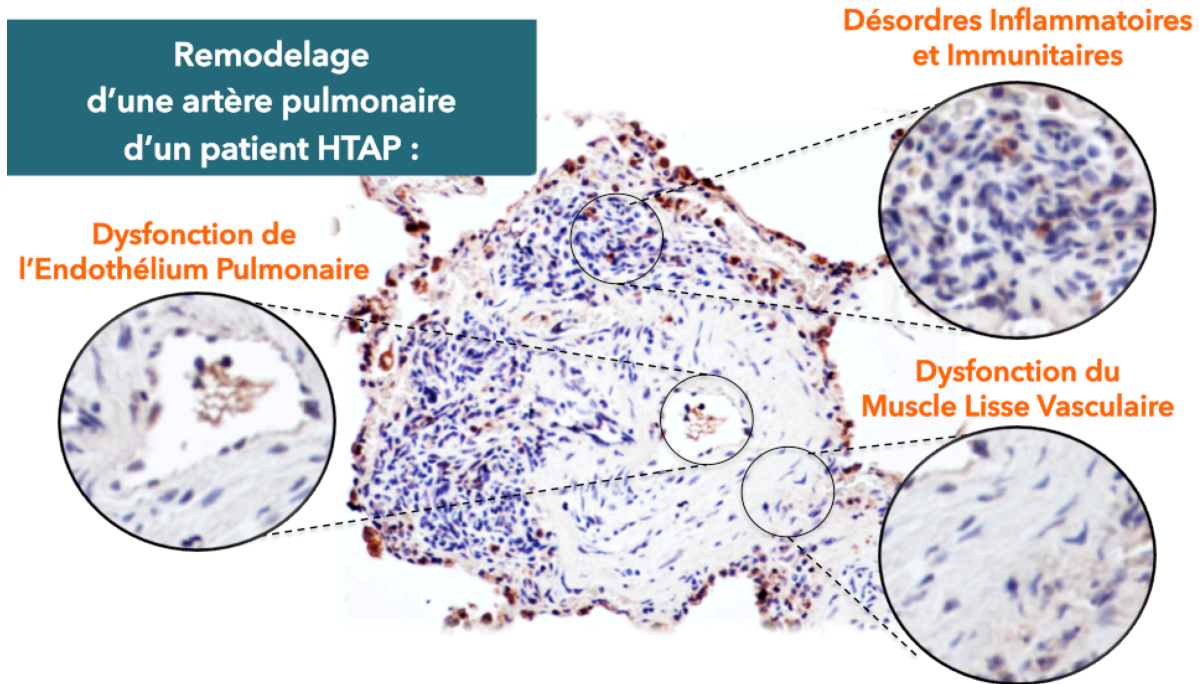 Remodelage
d'une artère pulmonaire
d'un patient HTAP :
Désordres Inflammatoires
et Immunitaires
Dysfonction de
l'Endothélium Pulmonaire
Dysfonction du
Muscle Lisse Vasculaire